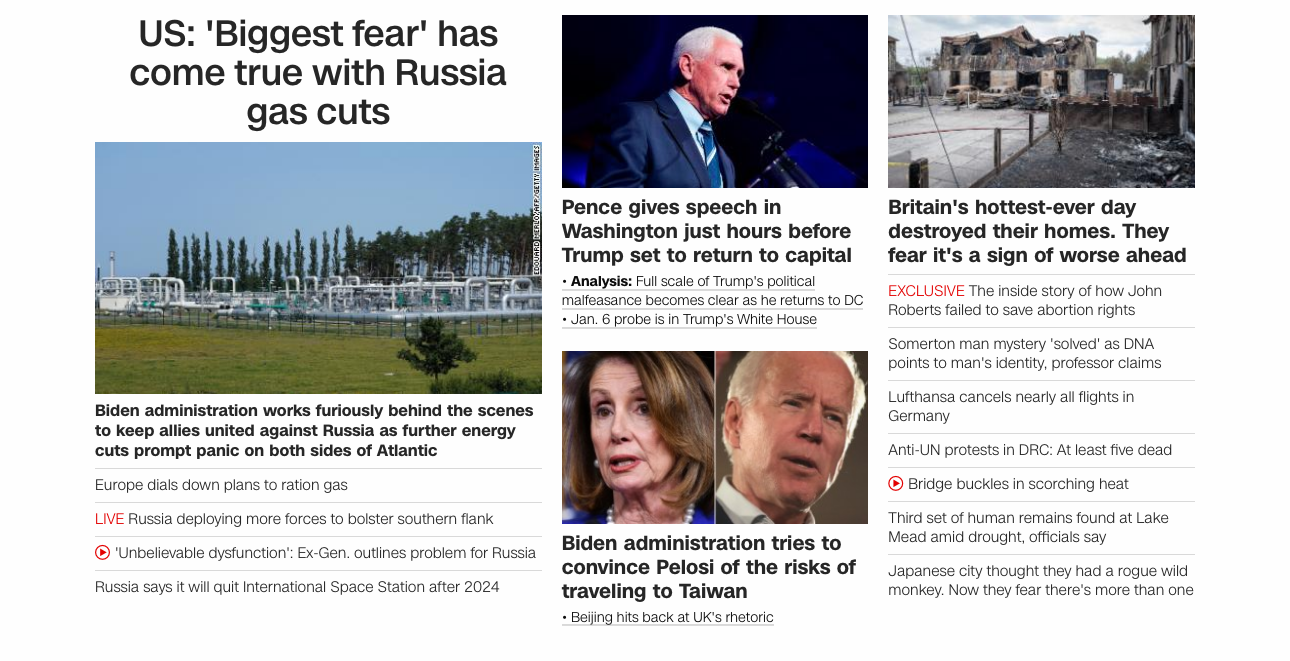 US: 'Biggest fear' has
come true with Russia
gas cuts
EDOUARD MERLO/AFP/GETTY IMAGES
Biden administration works furiously behind the scenes
to keep allies united against Russia as further energy
cuts prompt panic on both sides of Atlantic
Europe dials down plans to ration gas
LIVE Russia deploying more forces to bolster southern flank
'Unbelievable dysfunction': Ex-Gen. outlines problem for Russia
Russia says it will quit International Space Station after 2024
Pence gives speech in
Washington just hours before
Trump set to return to capital
• Analysis: Full scale of Trump's political
malfeasance becomes clear as he returns to DC
• Jan. 6 probe is in Trump's White House
Biden administration tries to
convince Pelosi of the risks of
traveling to Taiwan
• Beijing hits back at UK's rhetoric
Britain's hottest-ever day
destroyed their homes. They
fear it's a sign of worse ahead
EXCLUSIVE The inside story of how John
Roberts failed to save abortion rights
Somerton man mystery 'solved' as DNA
points to man's identity, professor claims
Lufthansa cancels nearly all flights in
Germany
Anti-UN protests in DRC: At least five dead
Bridge buckles in scorching heat
Third set of human remains found at Lake
Mead amid drought, officials say
Japanese city thought they had a rogue wild
monkey. Now they fear there's more than one